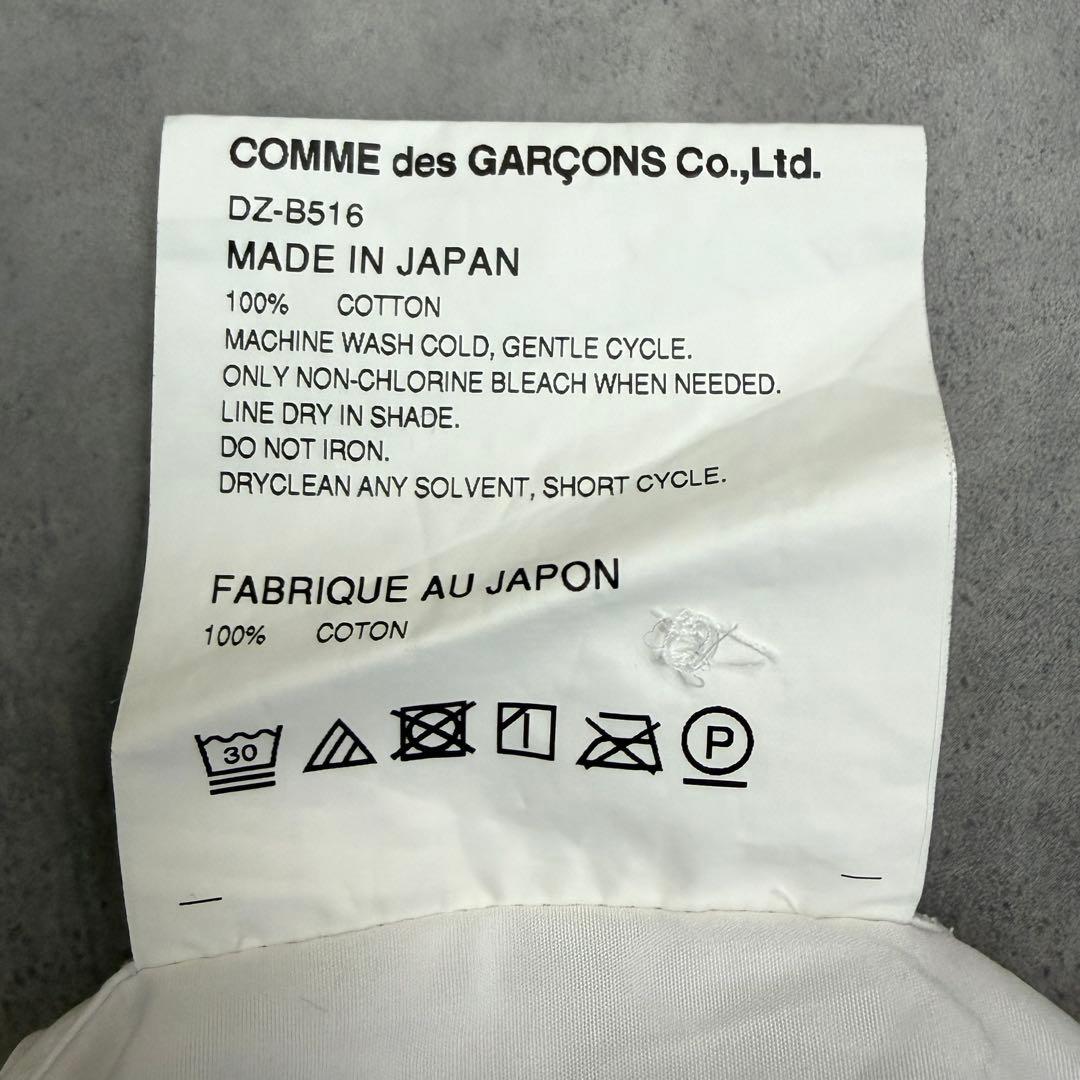 COMME des GARÇONS Co.,Ltd.
DZ-B516
MADE IN JAPAN
100% COTTON
MACHINE WASH COLD, GENTLE CYCLE.
ONLY NON-CHLORINE BLEACH WHEN NEEDED.
LINE DRY IN SHADE.
DO NOT IRON.
DRYCLEAN ANY SOLVENT, SHORT CYCLE.
FABRIQUE AU JAPON
100% COTON
30 P